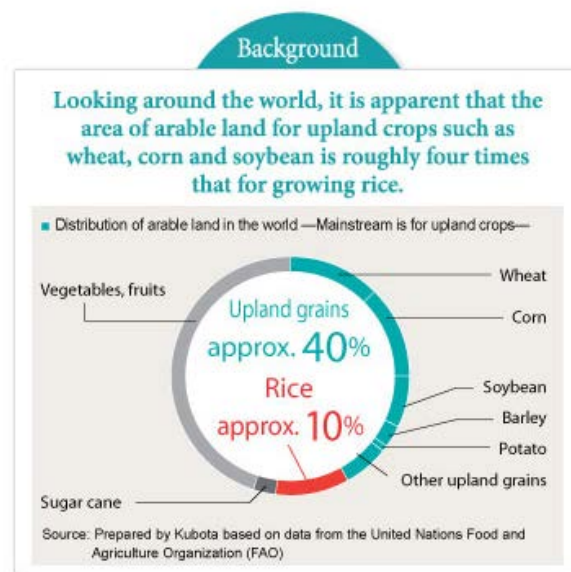 Background
Looking around the world, it is apparent that the
area of arable land for upland crops such as
wheat, corn and soybean is roughly four times
that for growing rice.
Distribution of arable land in the world —Mainstream is for upland crops—
Vegetables, fruits
Upland grains
approx. 40%
Rice
approx. 10%
Wheat
Corn
Soybean
Barley
Potato
Other upland grains
Sugar cane
Source: Prepared by Kubota based on data from the United Nations Food and
Agriculture Organization (FAO)